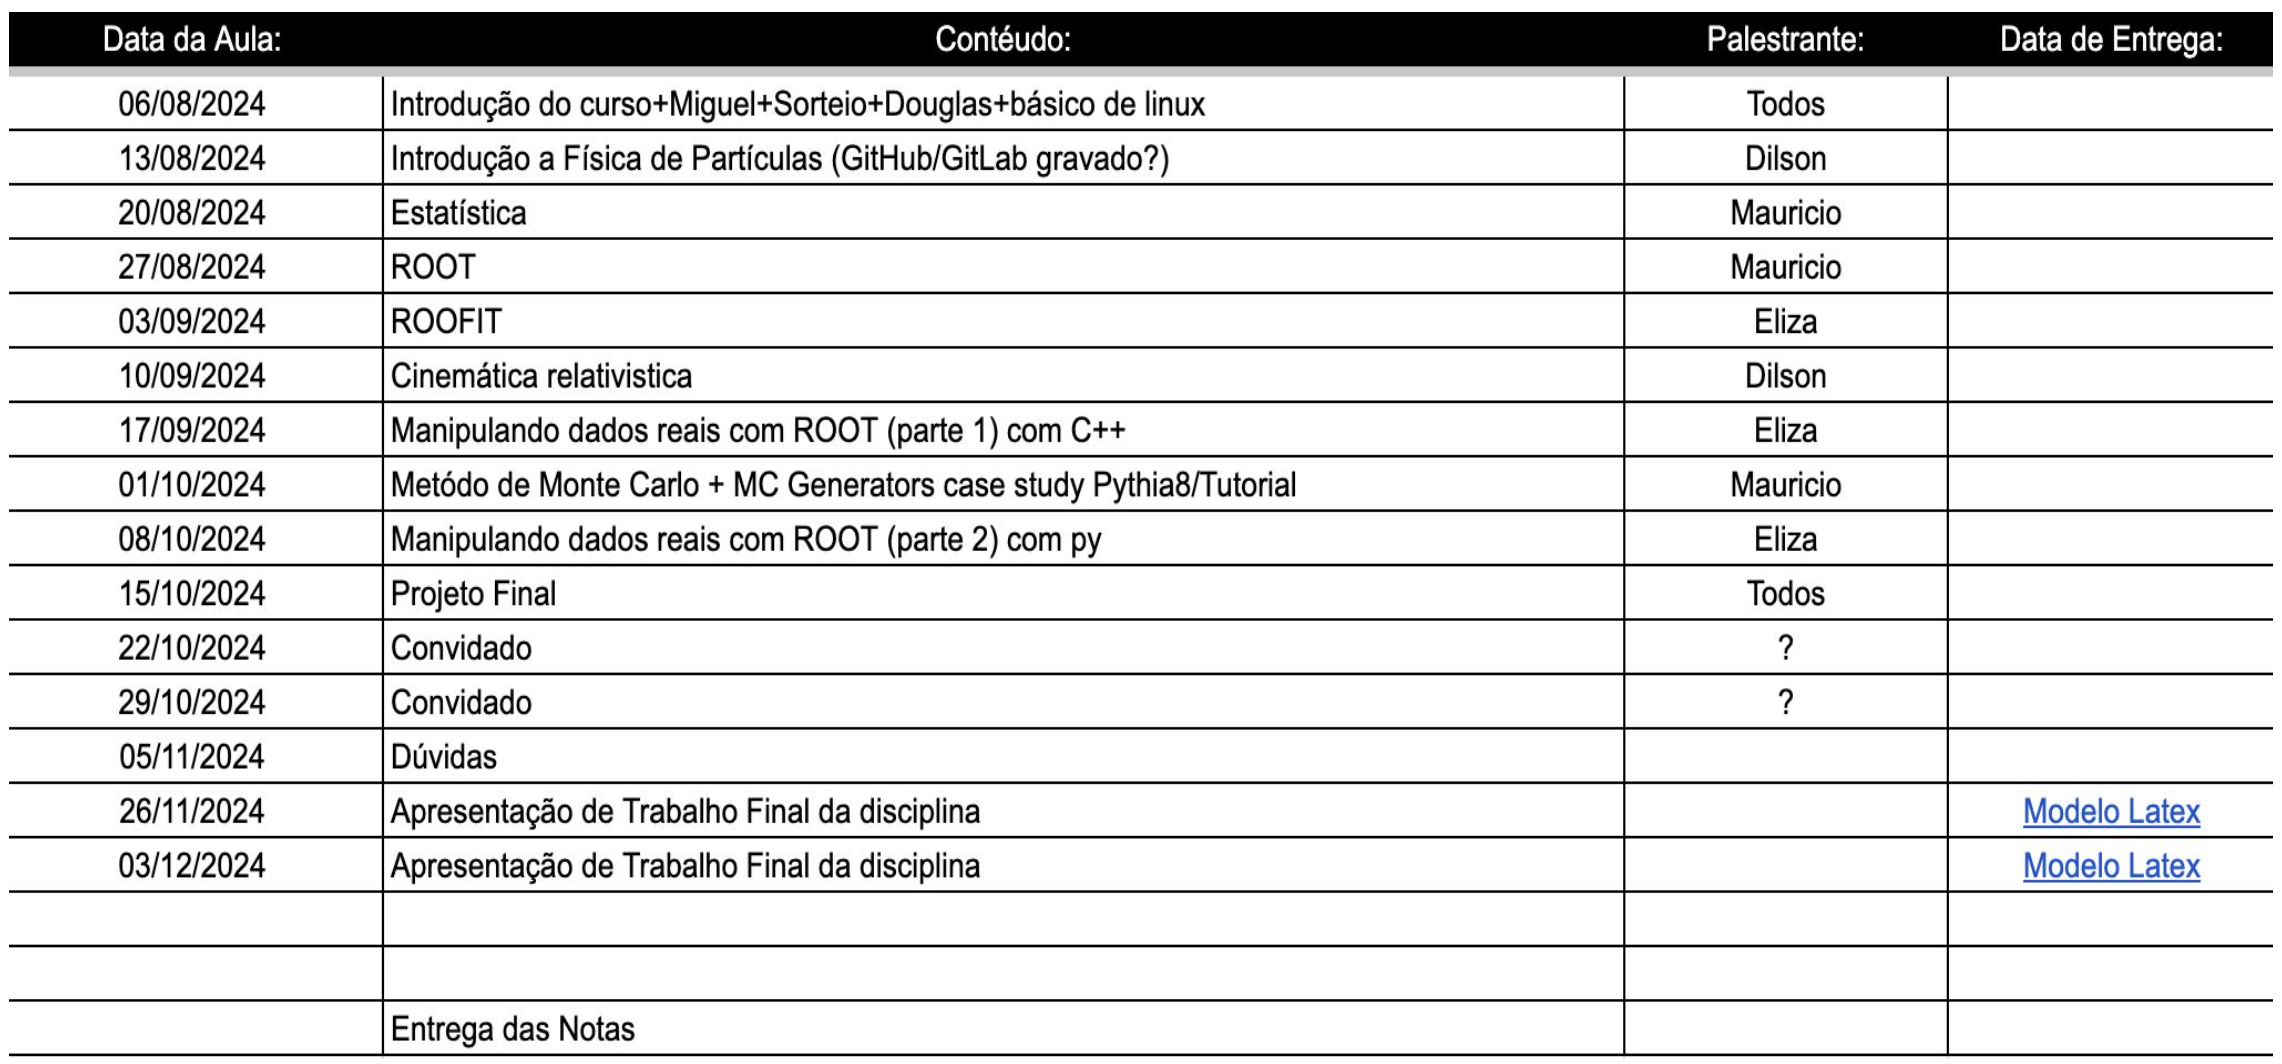 Data da Aula: Contéudo: Palestrante: Data de Entrega:
06/08/2024 Introdução do curso+Miguel+Sorteio+Douglas+básico de linux Todos
13/08/2024 Introdução a Física de Partículas (GitHub/GitLab gravado?) Dilson
20/08/2024 Estatística Mauricio
27/08/2024 ROOT Mauricio
03/09/2024 ROOFIT Eliza
10/09/2024 Cinemática relativistica Dilson
17/09/2024 Manipulando dados reais com ROOT (parte 1) com C++ Eliza
01/10/2024 Metódo de Monte Carlo + MC Generators case study Pythia8/Tutorial Mauricio
08/10/2024 Manipulando dados reais com ROOT (parte 2) com py Eliza
15/10/2024 Projeto Final Todos
22/10/2024 Convidado ?
29/10/2024 Convidado ?
05/11/2024 Dúvidas
26/11/2024 Apresentação de Trabalho Final da disciplina Modelo Latex
03/12/2024 Apresentação de Trabalho Final da disciplina Modelo Latex
Entrega das Notas